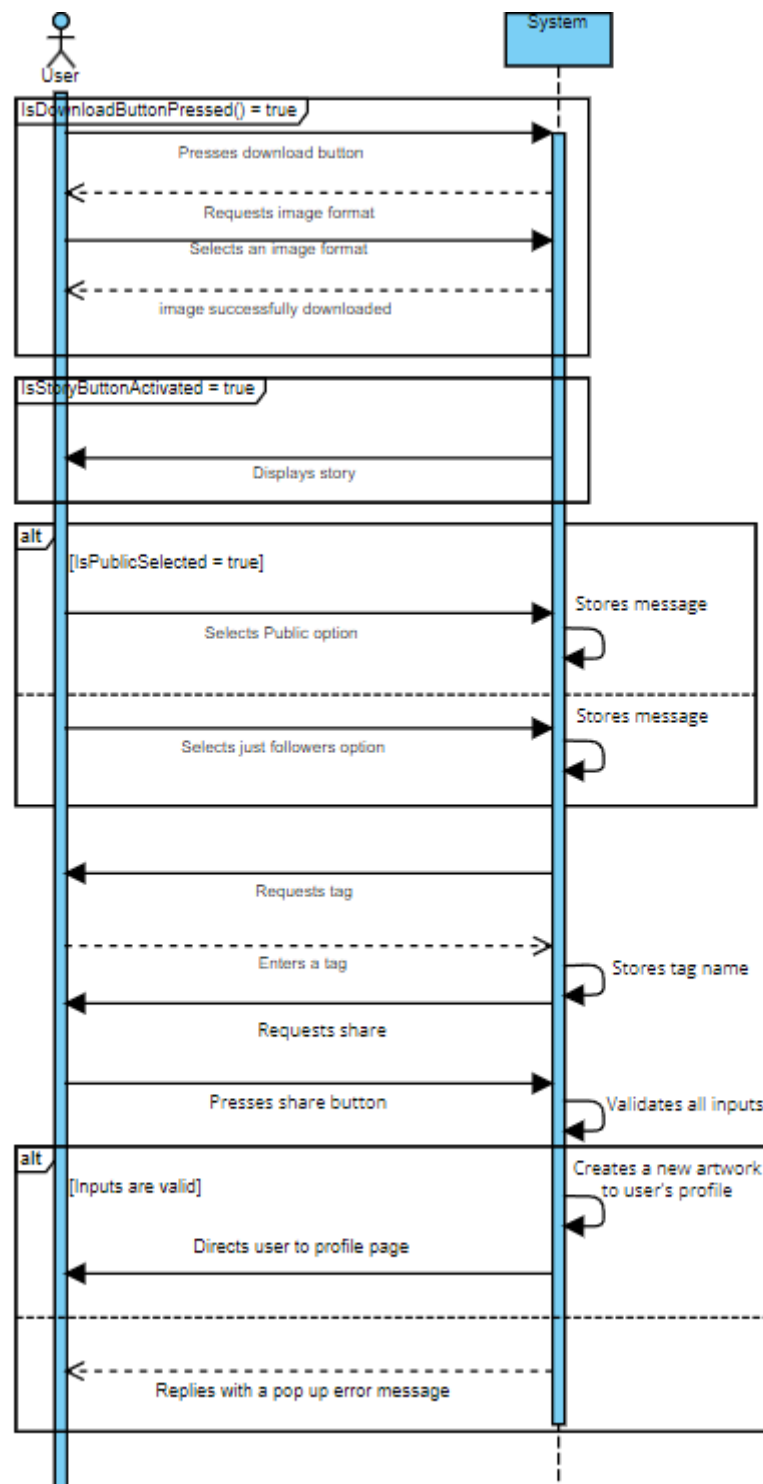 System
User
IsDownloadButtonPressed() = true
Presses download button
Requests image format
Selects an image format
image successfully downloaded
IsStoryButtonActivated = true
Displays story
alt
[IsPublicSelected = true]
Stores message
Selects Public option
Stores message
Selects just followers option
Requests tag
Enters a tag
Stores tag name
Requests share
Presses share button
Validates all inputs
alt
[Inputs are valid]
Creates a new artwork
to user's profile
Directs user to profile page
Replies with a pop up error message